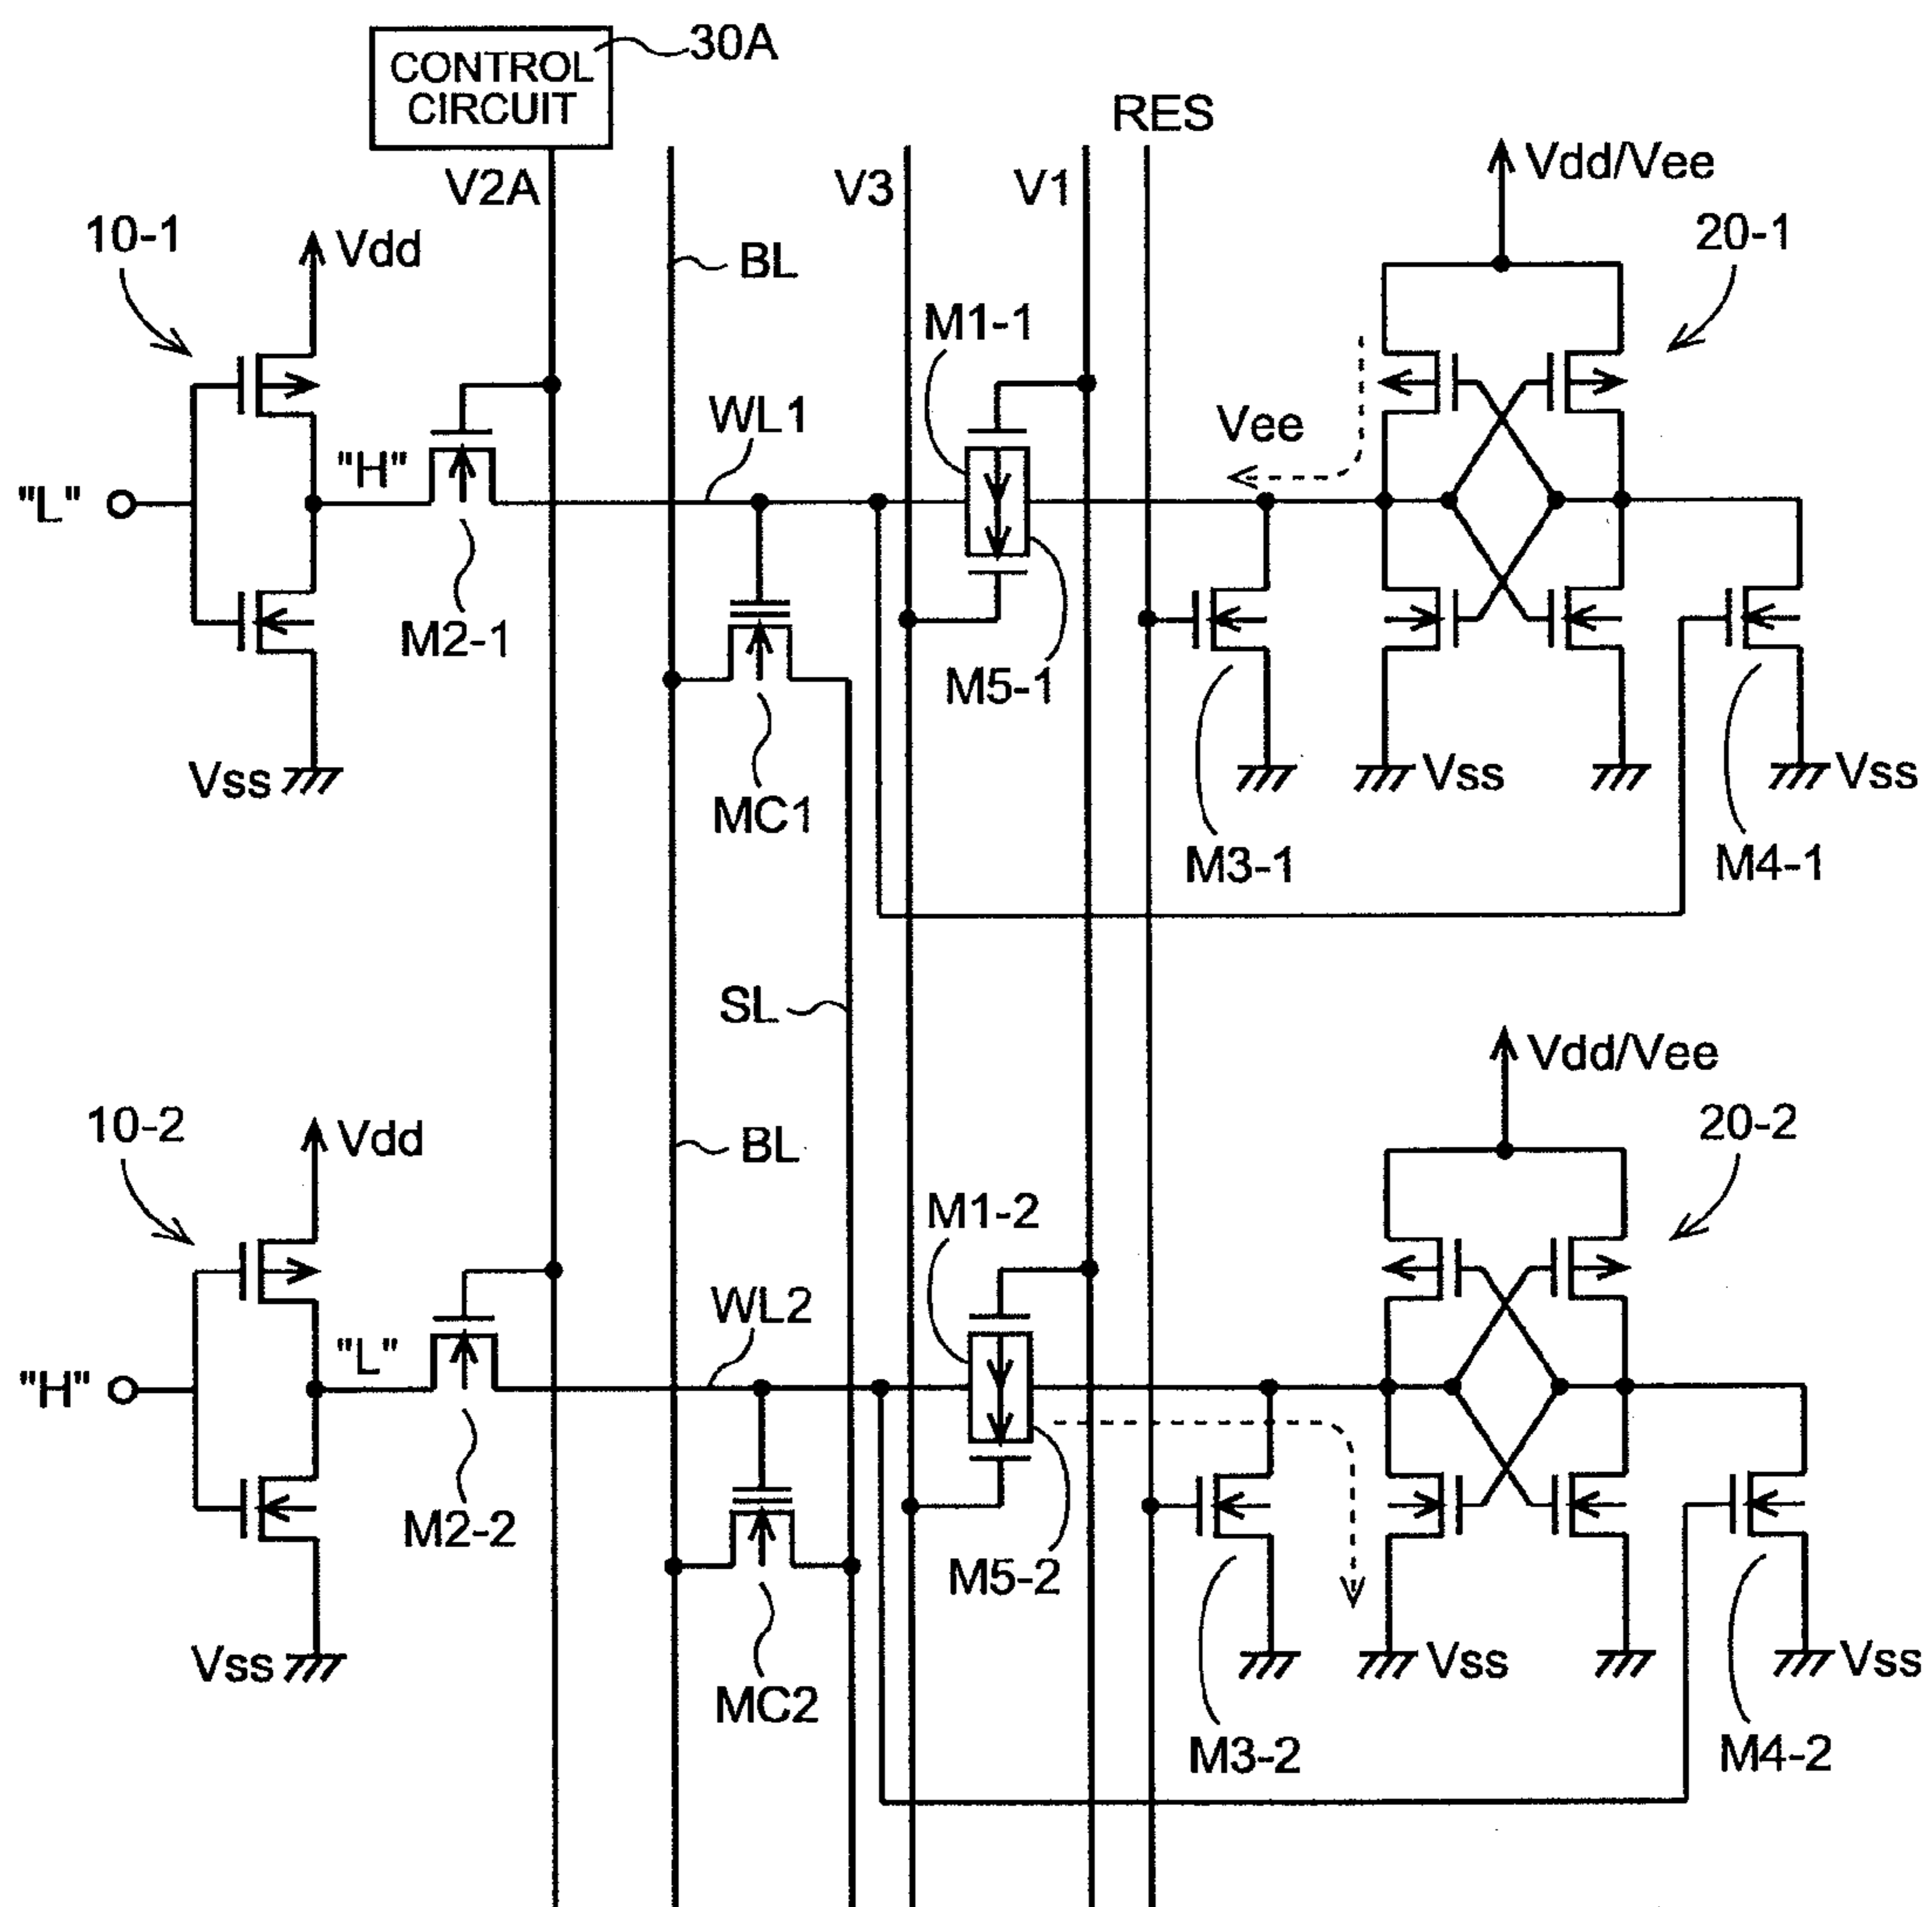 CONTROL
CIRCUIT
30A
RES
V2A
V3
V1
Vdd/Vee
10-1
Vdd
BL
20-1
M1-1
WL1
Vee
"H"
"L"
M2-1
M5-1
Vss
MC1
Vss
Vss
M3-1
M4-1
SL
Vdd/Vee
10-2
Vdd
BL
20-2
M1-2
WL2
"L"
"H"
M2-2
M5-2
Vss
MC2
Vss
Vss
M3-2
M4-2